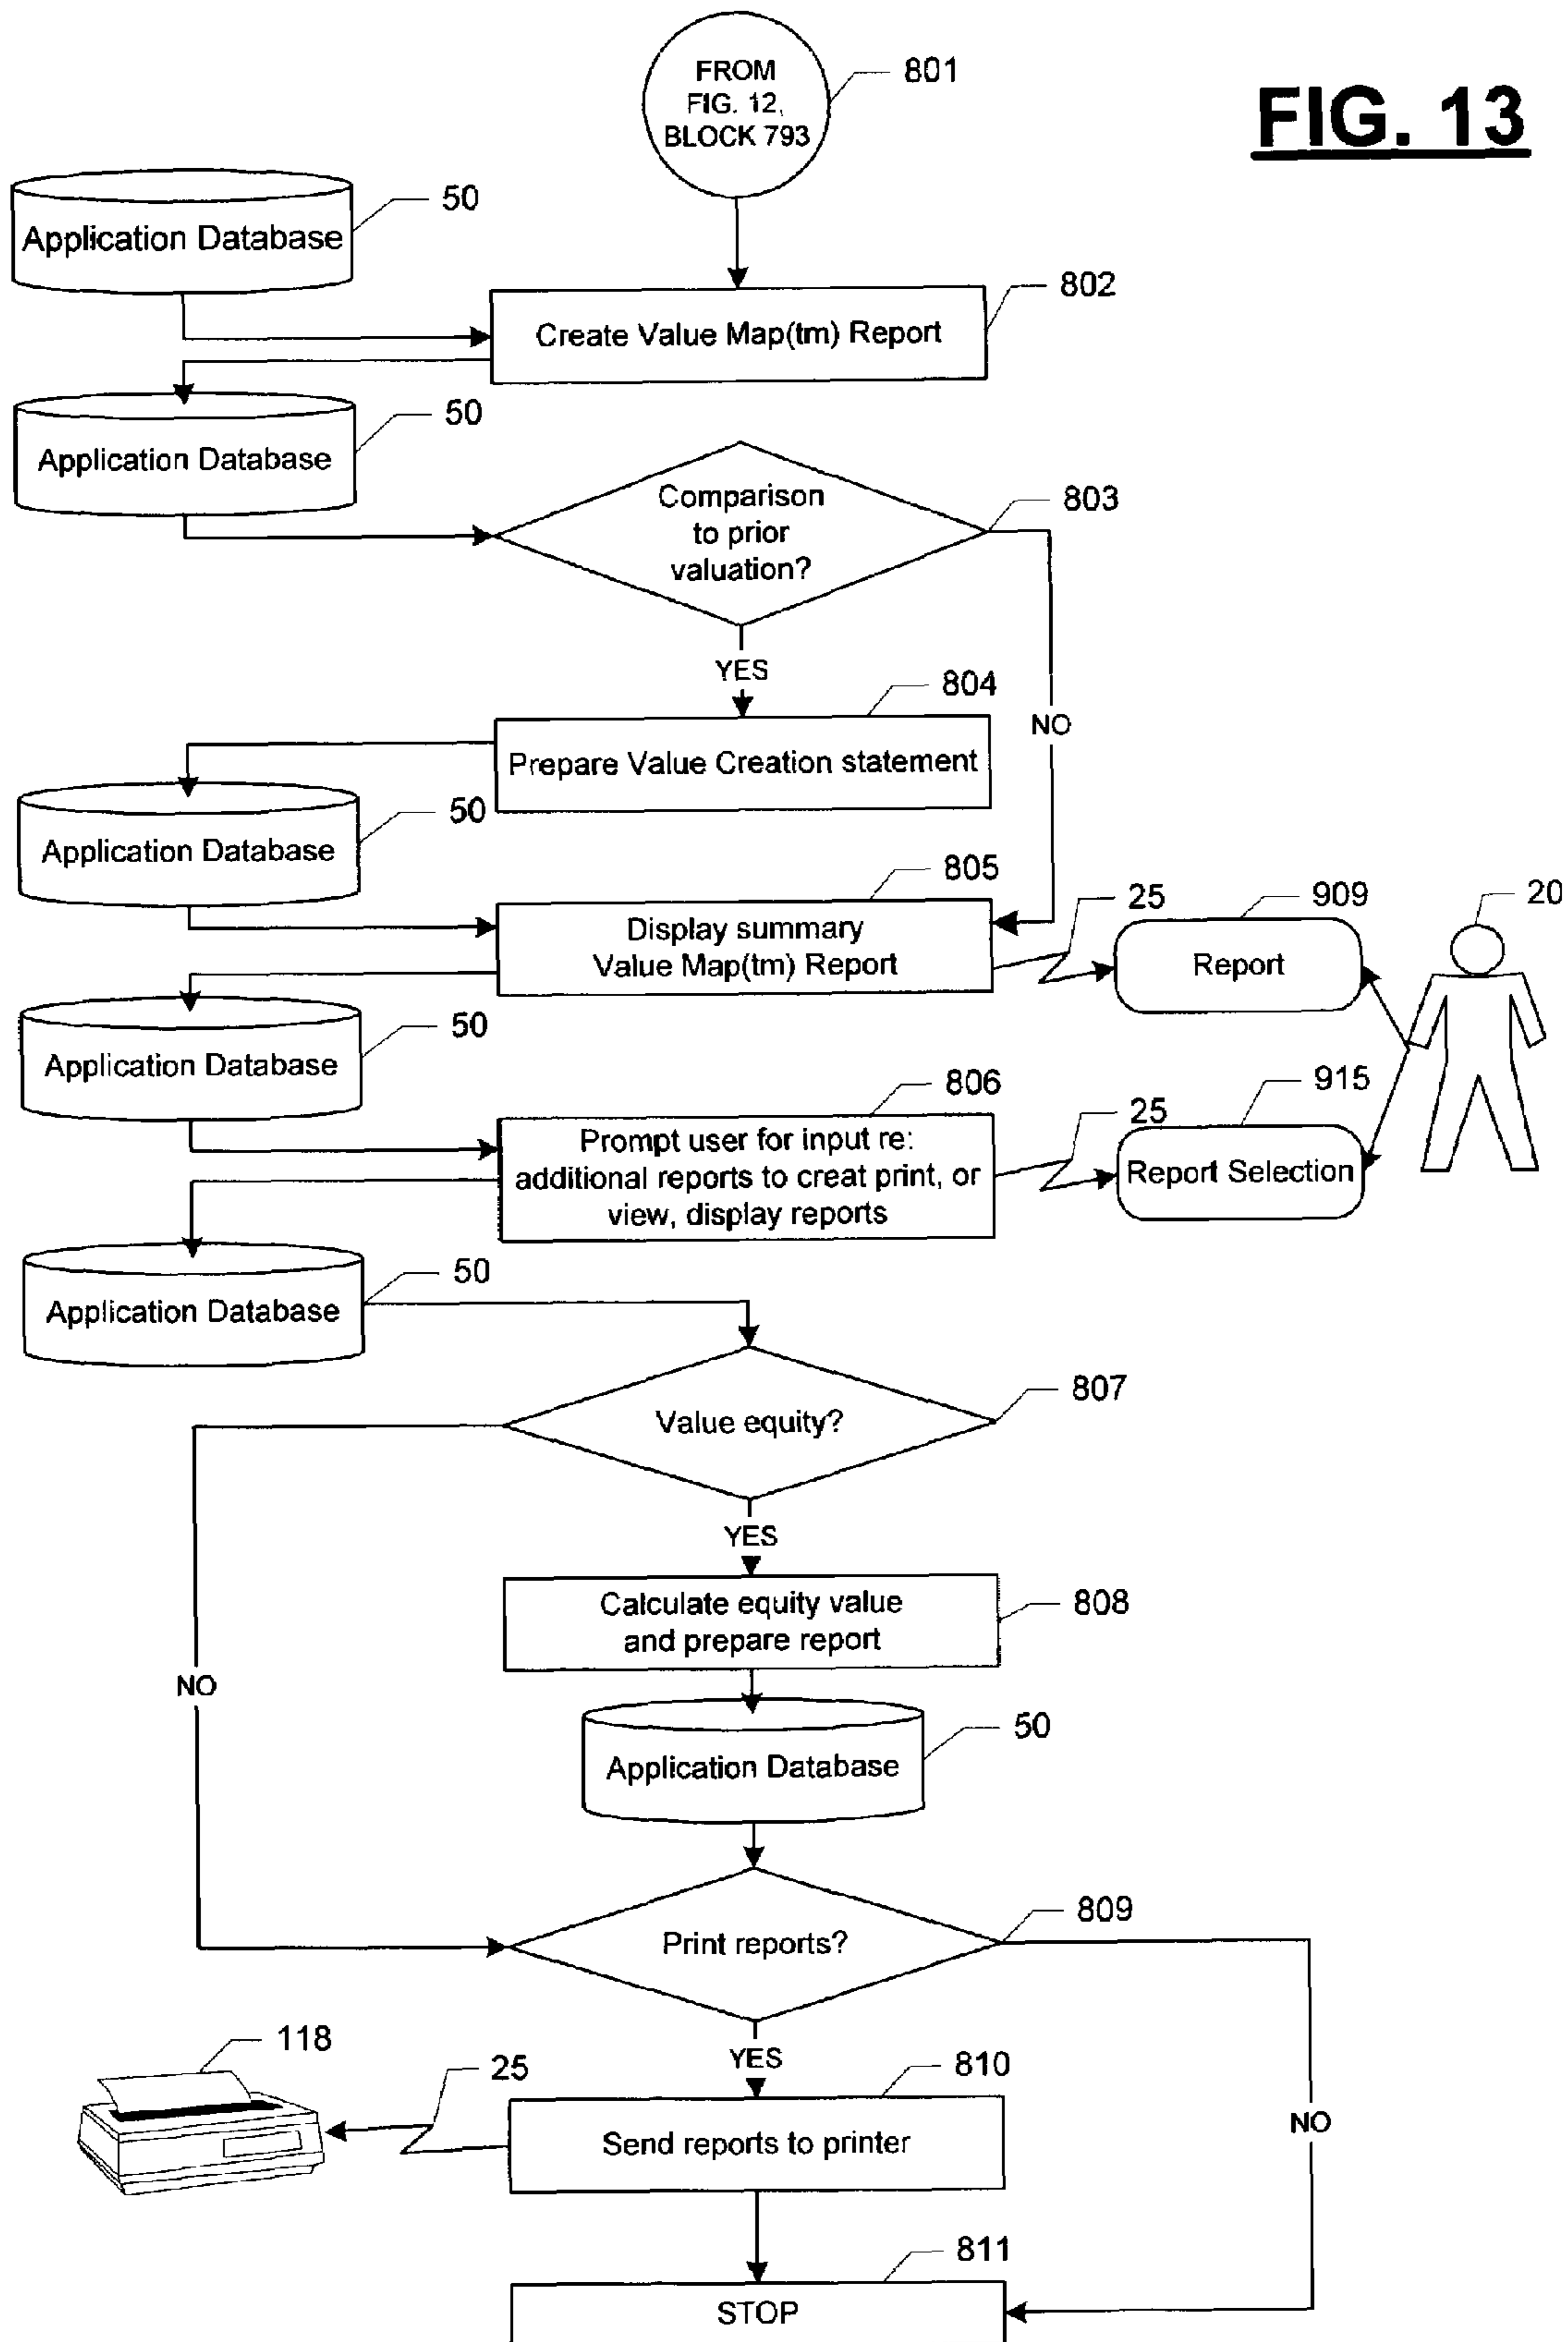 FROM
FIG. 12,
BLOCK 793
801
FIG. 13
Application Database
50
Create Value Map(tm) Report
802
Application Database
50
Comparison
to prior
valuation?
803
YES
NO
804
Prepare Value Creation statement
Application Database
50
805
Display summary
Value Map(tm) Report
25
909
Report
20
Application Database
50
806
Prompt user for input re:
additional reports to creat print, or
view, display reports
25
915
Report Selection
Application Database
50
Value equity?
807
YES
NO
Calculate equity value
and prepare report
808
Application Database
50
Print reports?
809
YES
NO
118
25
810
Send reports to printer
811
STOP